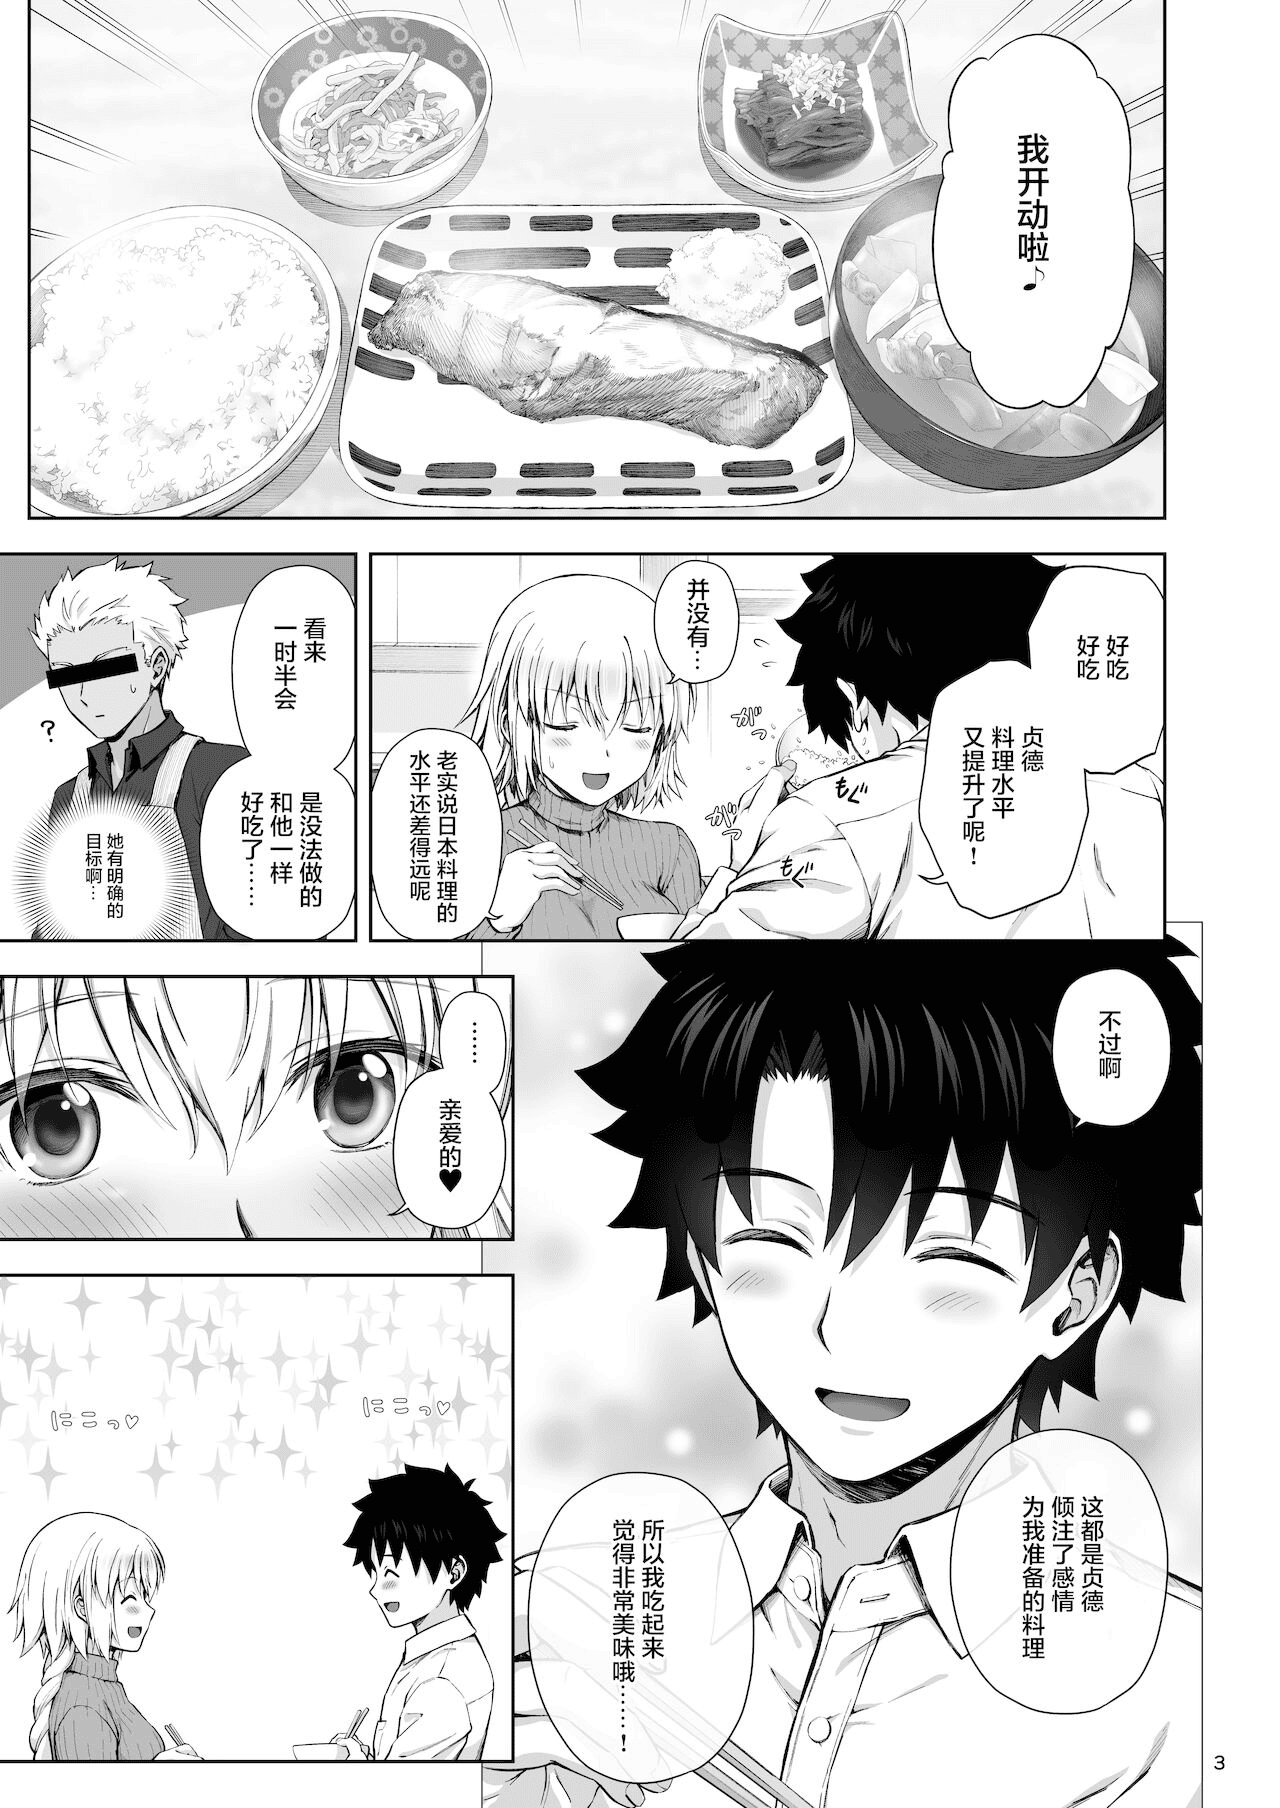 我开动啦♪
好吃
好吃
贞德
料理水平
又提升了呢！
もぐ
もぐ
がっ
がっ
并没有…
老实说日本料理的
水平还差得远呢
看来
一时半会
是没法做的
和他一样
好吃了……
？
她有明确的
目标啊…
不过啊
这都是贞德
倾注了感情
为我准备的料理
所以我吃起来
觉得非常美味哦……！
……
亲爱的♥
にこっ♡
にこっ♡
3